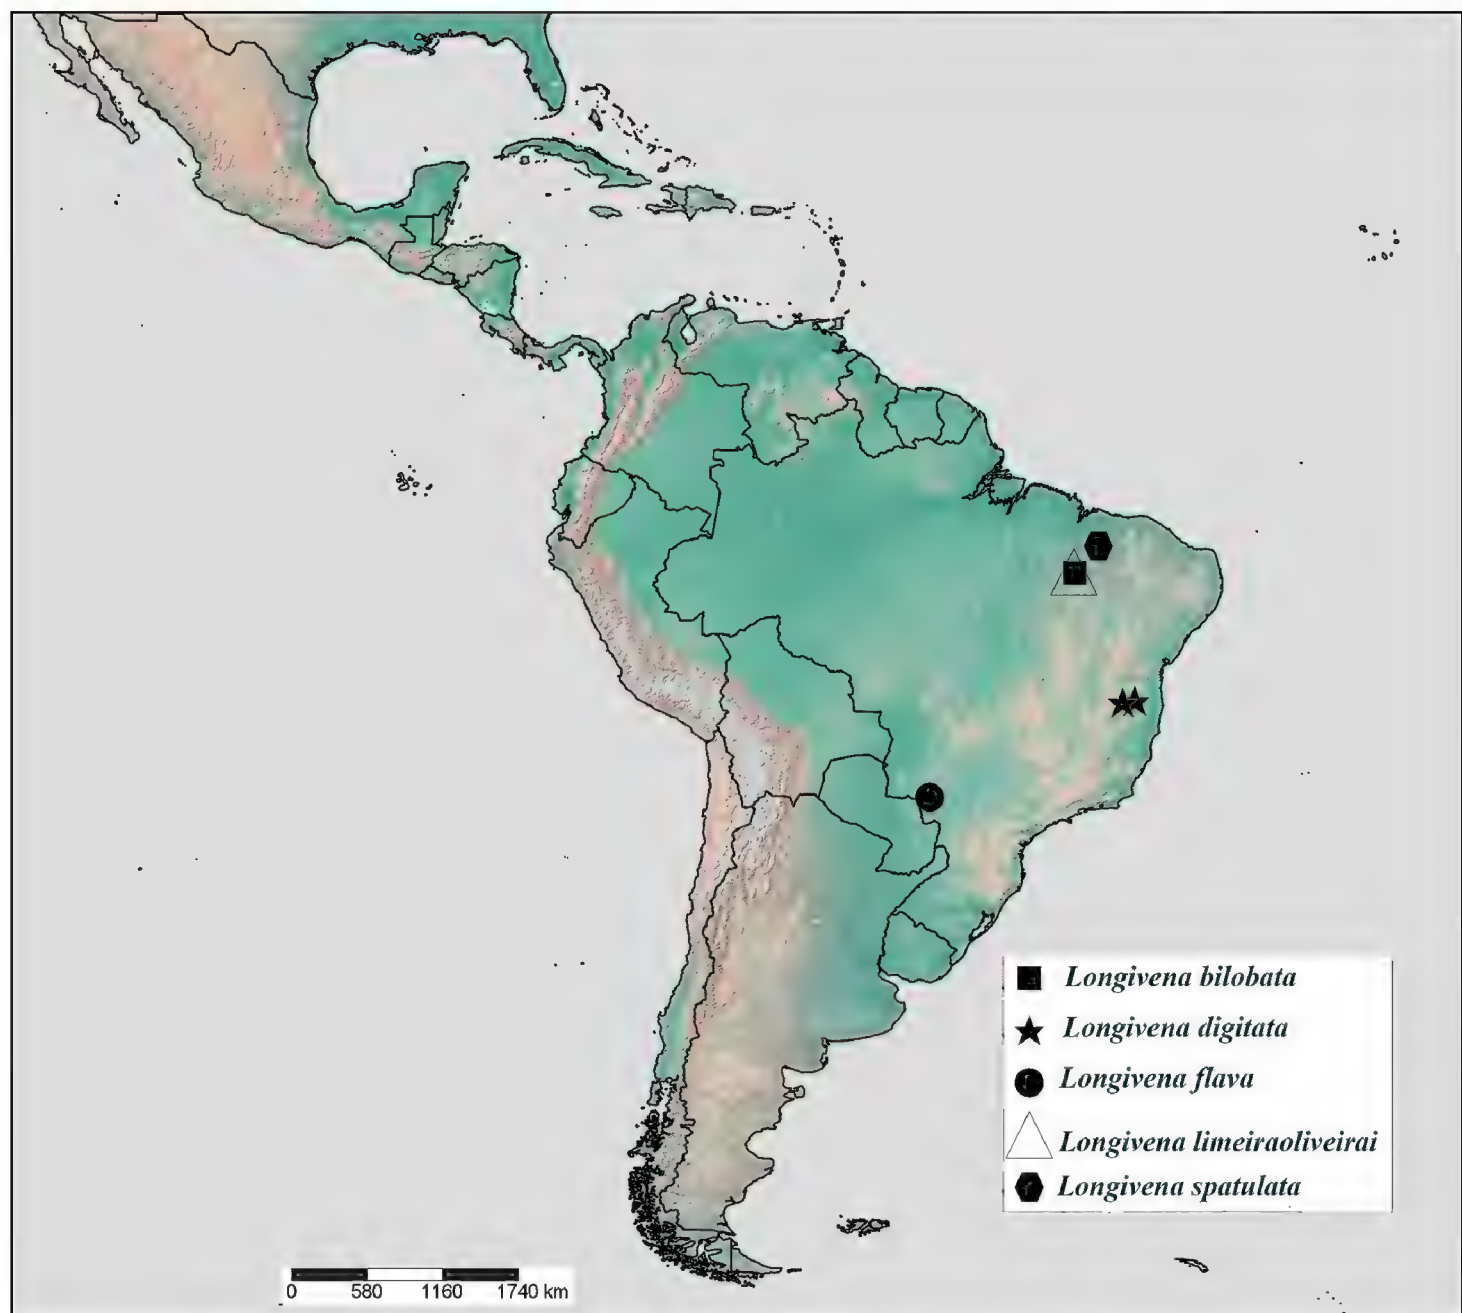 Longivena bilobata
Longivena digitata
Longivena flava
Longivena limeiraoliveirai
Longivena spatulata
0 580 1160 1740 km